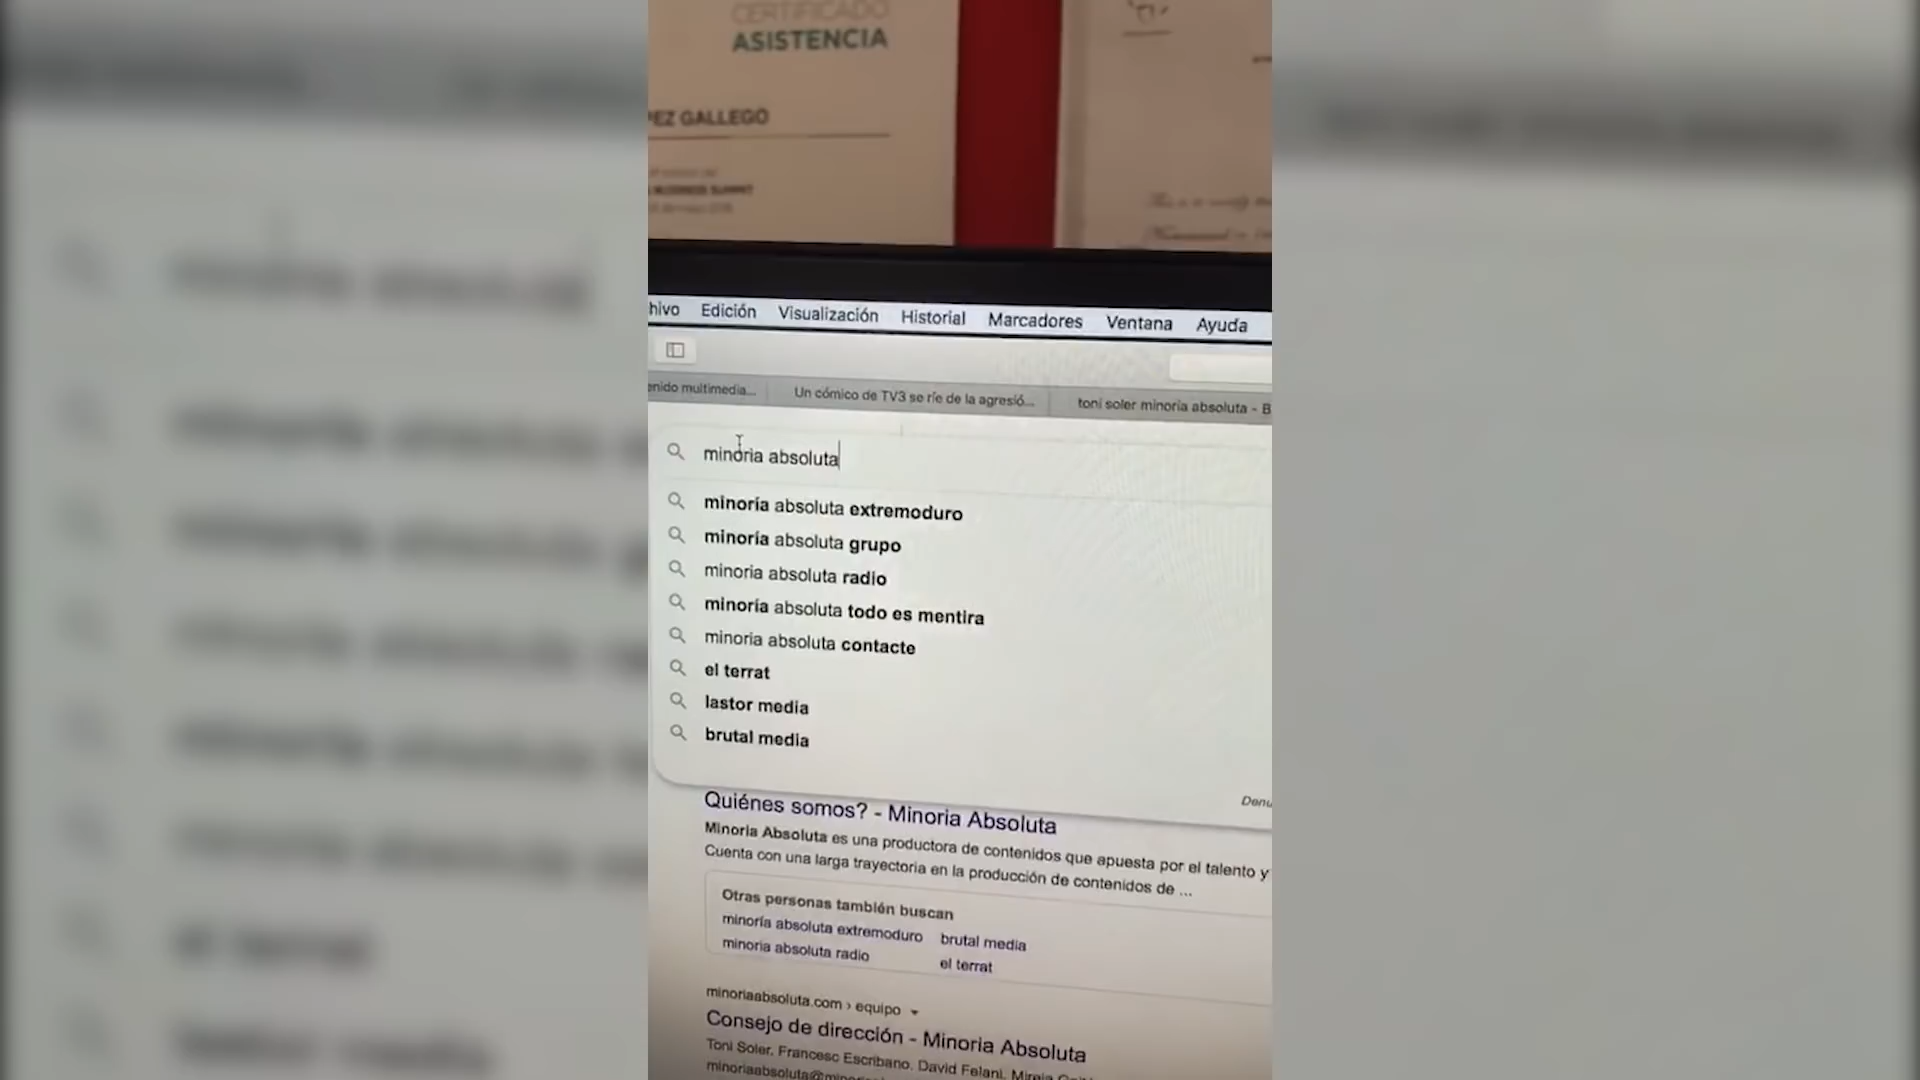 CERTIFICADO
ASISTENCIA
EZ GALLEGO
hivo Edición Visualización Historial Marcadores Ventana Ayuda
enido multimedia... Un cómico de TV3 se ríe de la agresió... toni soler minoria absoluta - B
minoria absoluta
minoría absoluta extremoduro
minoría absoluta grupo
minoria absoluta radio
minoría absoluta todo es mentira
minoria absoluta contacte
el terrat
lastor media
brutal media
Denu
Quiénes somos? - Minoria Absoluta
Minoria Absoluta es una productora de contenidos que apuesta por el talento y
Cuenta con una larga trayectoria en la producción de contenidos de ...
Otras personas también buscan
minoría absoluta extremoduro brutal media
minoria absoluta radio el terrat
minoriaabsoluta.com › equipo
Consejo de dirección - Minoria Absoluta
Toni Soler, Francesc Escribano, David Felani, Mireia